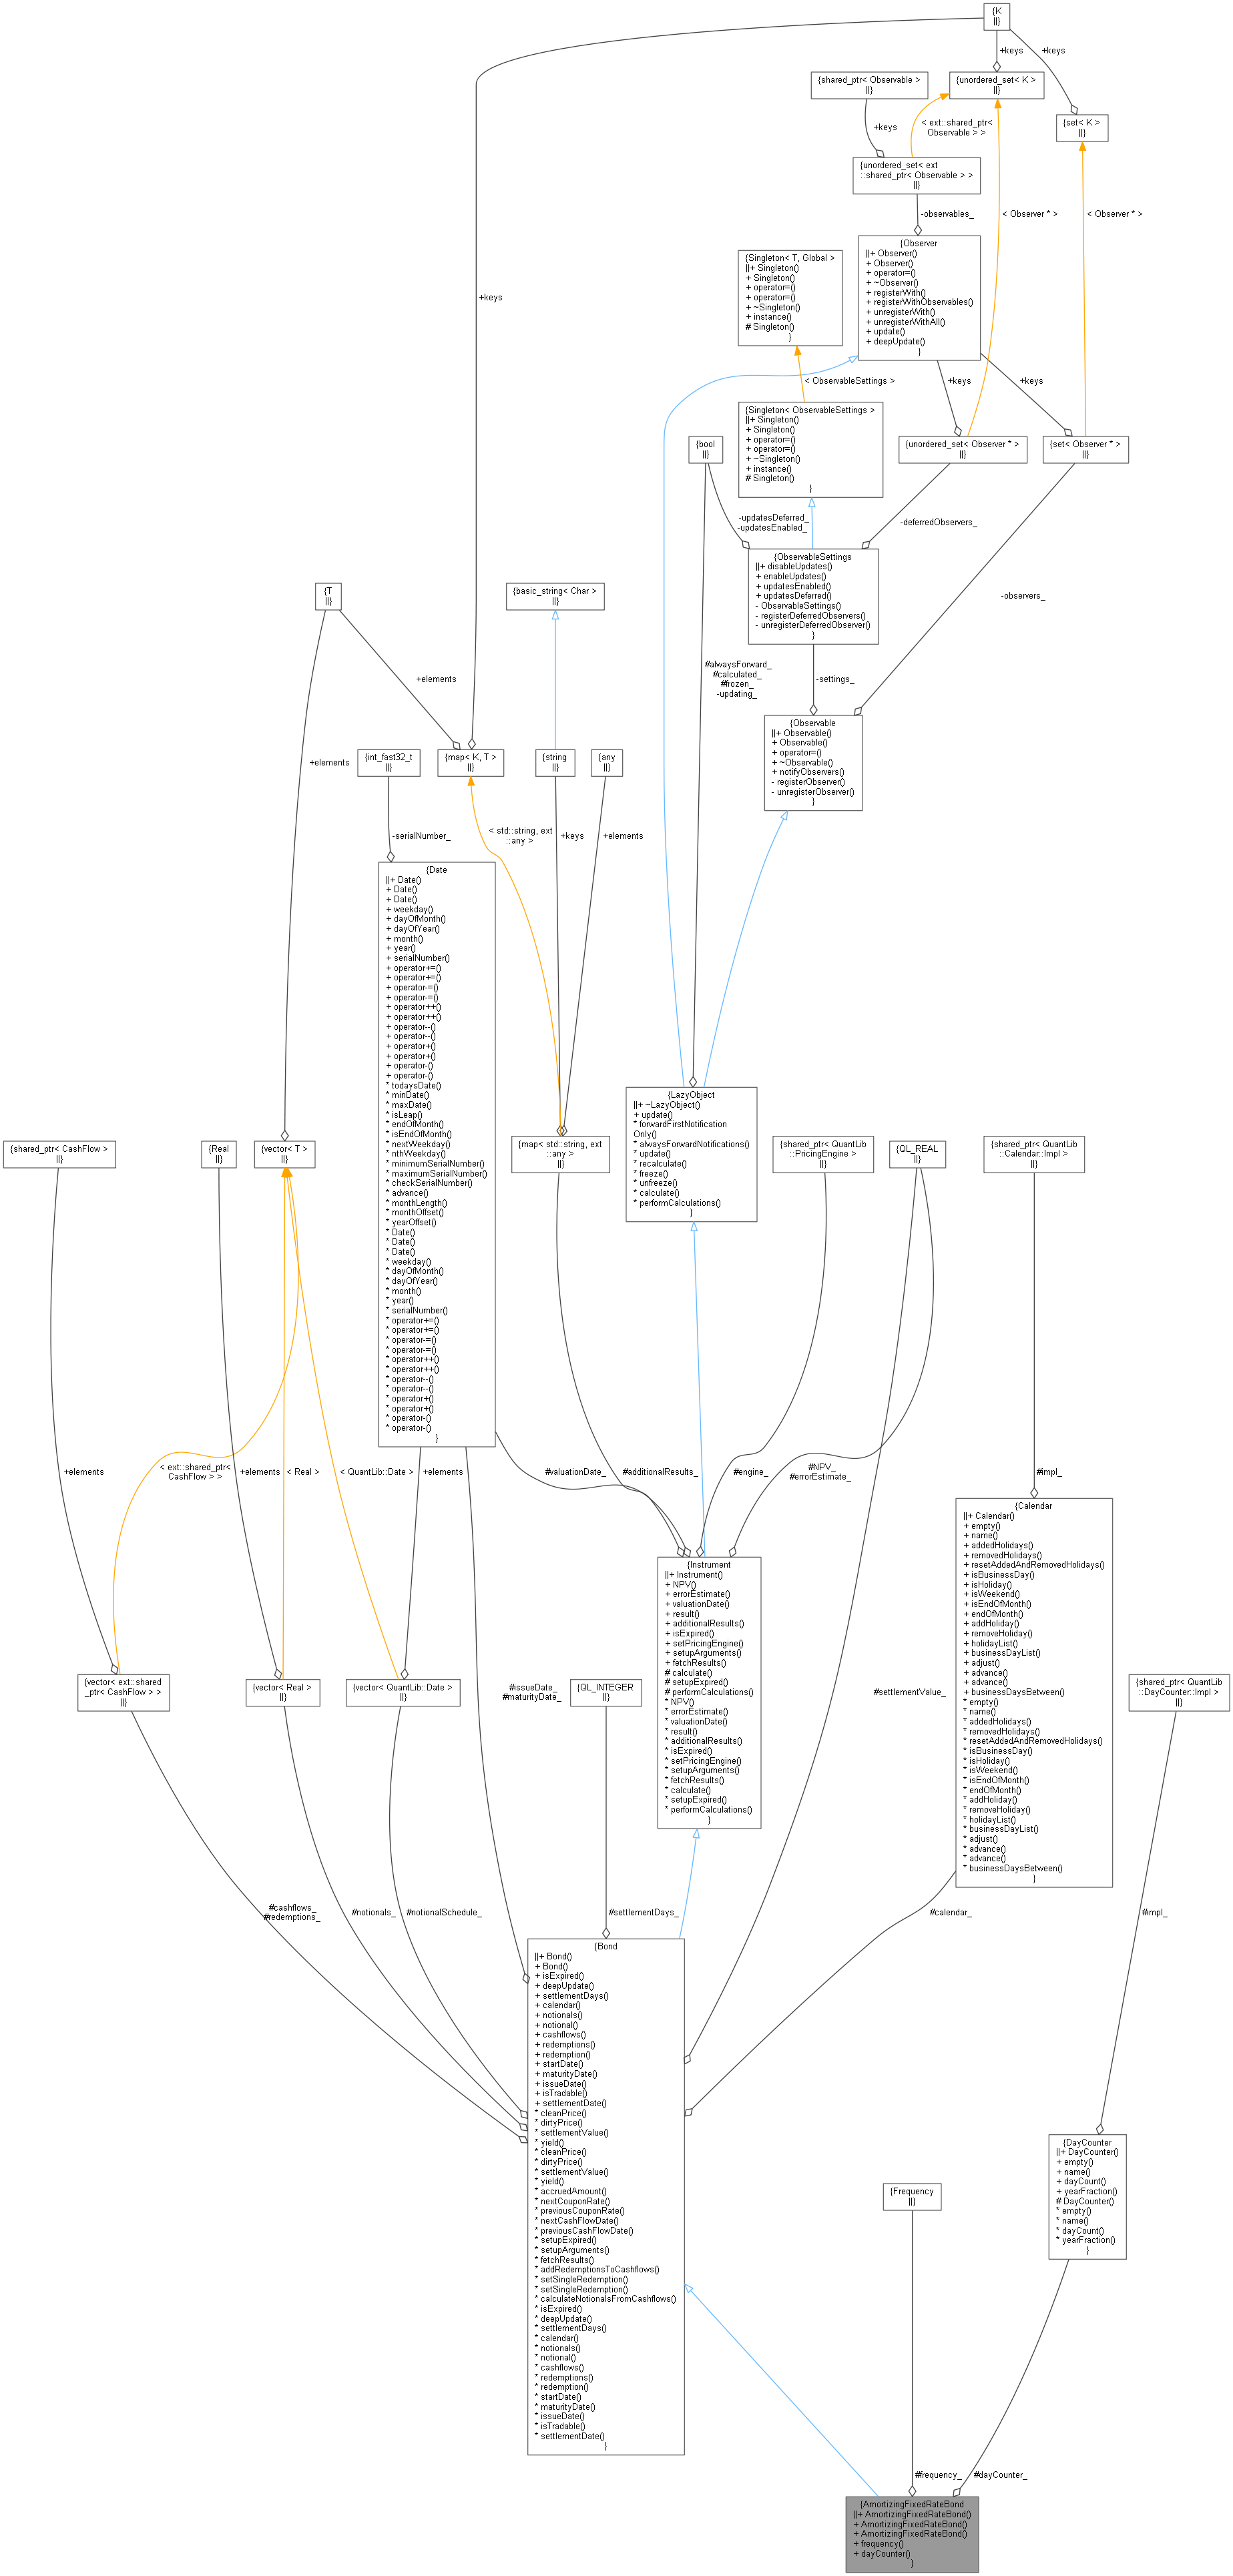 {K
||}
+keys
+keys
{shared_ptr< Observable >
||}
{unordered_set< K >
||}
+keys
< ext::shared_ptr<
Observable > >
{set< K >
||}
{unordered_set< ext
::shared_ptr< Observable > >
||}
-observables_
< Observer * >
< Observer * >
{Observer
||+ Observer()
+ Observer()
+ operator=()
+ ~Observer()
+ registerWith()
+ registerWithObservables()
+ unregisterWith()
+ unregisterWithAll()
+ update()
+ deepUpdate()
}
{Singleton< T, Global >
||+ Singleton()
+ Singleton()
+ operator=()
+ operator=()
+ ~Singleton()
+ instance()
# Singleton()
}
+keys
< ObservableSettings >
+keys
+keys
{Singleton< ObservableSettings >
||+ Singleton()
+ Singleton()
+ operator=()
+ operator=()
+ ~Singleton()
+ instance()
# Singleton()
}
{bool
||}
{unordered_set< Observer * >
||}
{set< Observer * >
||}
-updatesDeferred_
-updatesEnabled_
-deferredObservers_
{ObservableSettings
||+ disableUpdates()
+ enableUpdates()
+ updatesEnabled()
+ updatesDeferred()
- ObservableSettings()
- registerDeferredObservers()
- unregisterDeferredObserver()
}
{T
||}
{basic_string< Char >
||}
-observers_
#alwaysForward_
#calculated_
#frozen_
-updating_
+elements
-settings_
{Observable
||+ Observable()
+ Observable()
+ operator=()
+ ~Observable()
+ notifyObservers()
- registerObserver()
- unregisterObserver()
}
+elements
{int_fast32_t
||}
{map< K, T >
||}
{string
||}
{any
||}
-serialNumber_
< std::string, ext
::any >
+keys
+elements
{Date
||+ Date()
+ Date()
+ Date()
+ weekday()
+ dayOfMonth()
+ dayOfYear()
+ month()
+ year()
+ serialNumber()
+ operator+=()
+ operator+=()
+ operator-=()
+ operator-=()
+ operator++()
+ operator++()
+ operator--()
+ operator--()
+ operator+()
+ operator+()
+ operator-()
+ operator-()
* todaysDate()
* minDate()
* maxDate()
* isLeap()
* endOfMonth()
* isEndOfMonth()
* nextWeekday()
* nthWeekday()
* minimumSerialNumber()
* maximumSerialNumber()
* checkSerialNumber()
* advance()
* monthLength()
* monthOffset()
* yearOffset()
* Date()
* Date()
* Date()
* weekday()
* dayOfMonth()
* dayOfYear()
* month()
* year()
* serialNumber()
* operator+=()
* operator+=()
* operator-=()
* operator-=()
* operator++()
* operator++()
* operator--()
* operator--()
* operator+()
* operator+()
* operator-()
* operator-()
}
{LazyObject
||+ ~LazyObject()
+ update()
* forwardFirstNotification
Only()
* alwaysForwardNotifications()
* update()
* recalculate()
* freeze()
* unfreeze()
* calculate()
* performCalculations()
}
{shared_ptr< CashFlow >
||}
{Real
||}
{vector< T >
||}
{map< std::string, ext
::any >
||}
{shared_ptr< QuantLib
::PricingEngine >
||}
{QL_REAL
||}
{shared_ptr< QuantLib
::Calendar::Impl >
||}
+elements
< ext::shared_ptr<
CashFlow > >
+elements
< Real >
< QuantLib::Date >
+elements
#valuationDate_
#additionalResults_
#engine_
#NPV_
#errorEstimate_
#impl_
{Calendar
||+ Calendar()
+ empty()
+ name()
+ addedHolidays()
+ removedHolidays()
+ resetAddedAndRemovedHolidays()
+ isBusinessDay()
+ isHoliday()
+ isWeekend()
+ isEndOfMonth()
+ endOfMonth()
+ addHoliday()
+ removeHoliday()
+ holidayList()
+ businessDayList()
+ adjust()
+ advance()
+ advance()
+ businessDaysBetween()
* empty()
* name()
* addedHolidays()
* removedHolidays()
* resetAddedAndRemovedHolidays()
* isBusinessDay()
* isHoliday()
* isWeekend()
* isEndOfMonth()
* endOfMonth()
* addHoliday()
* removeHoliday()
* holidayList()
* businessDayList()
* adjust()
* advance()
* advance()
* businessDaysBetween()
}
{Instrument
||+ Instrument()
+ NPV()
+ errorEstimate()
+ valuationDate()
+ result()
+ additionalResults()
+ isExpired()
+ setPricingEngine()
+ setupArguments()
+ fetchResults()
# calculate()
# setupExpired()
# performCalculations()
* NPV()
* errorEstimate()
* valuationDate()
* result()
* additionalResults()
* isExpired()
* setPricingEngine()
* setupArguments()
* fetchResults()
* calculate()
* setupExpired()
* performCalculations()
}
{vector< ext::shared
_ptr< CashFlow > >
||}
{vector< Real >
||}
{vector< QuantLib::Date >
||}
#issueDate_
#maturityDate_
{QL_INTEGER
||}
#settlementValue_
{shared_ptr< QuantLib
::DayCounter::Impl >
||}
#cashflows_
#redemptions_
#notionals_
#notionalSchedule_
#settlementDays_
#calendar_
#impl_
{Bond
||+ Bond()
+ Bond()
+ isExpired()
+ deepUpdate()
+ settlementDays()
+ calendar()
+ notionals()
+ notional()
+ cashflows()
+ redemptions()
+ redemption()
+ startDate()
+ maturityDate()
+ issueDate()
+ isTradable()
+ settlementDate()
* cleanPrice()
* dirtyPrice()
* settlementValue()
* yield()
* cleanPrice()
* dirtyPrice()
* settlementValue()
* yield()
* accruedAmount()
* nextCouponRate()
* previousCouponRate()
* nextCashFlowDate()
* previousCashFlowDate()
* setupExpired()
* setupArguments()
* fetchResults()
* addRedemptionsToCashflows()
* setSingleRedemption()
* setSingleRedemption()
* calculateNotionalsFromCashflows()
* isExpired()
* deepUpdate()
* settlementDays()
* calendar()
* notionals()
* notional()
* cashflows()
* redemptions()
* redemption()
* startDate()
* maturityDate()
* issueDate()
* isTradable()
* settlementDate()
}
{DayCounter
||+ DayCounter()
+ empty()
+ name()
+ dayCount()
+ yearFraction()
# DayCounter()
* empty()
* name()
* dayCount()
* yearFraction()
}
{Frequency
||}
#frequency_
#dayCounter_
{AmortizingFixedRateBond
||+ AmortizingFixedRateBond()
+ AmortizingFixedRateBond()
+ AmortizingFixedRateBond()
+ frequency()
+ dayCounter()
}